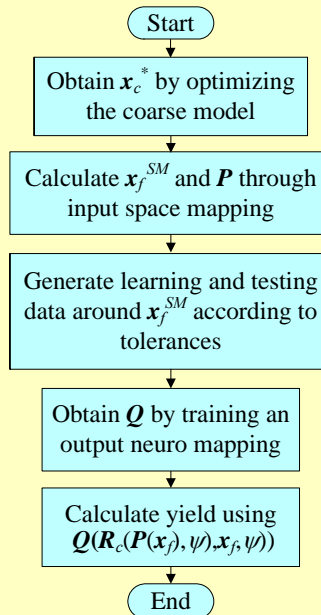 Start
Obtain x_c^* by optimizing
the coarse model
Calculate x_f^SM and P through
input space mapping
Generate learning and testing
data around x_f^SM according to
tolerances
Obtain Q by training an
output neuro mapping
Calculate yield using
Q(R_c(P(x_f),ψ),x_f,ψ))
End